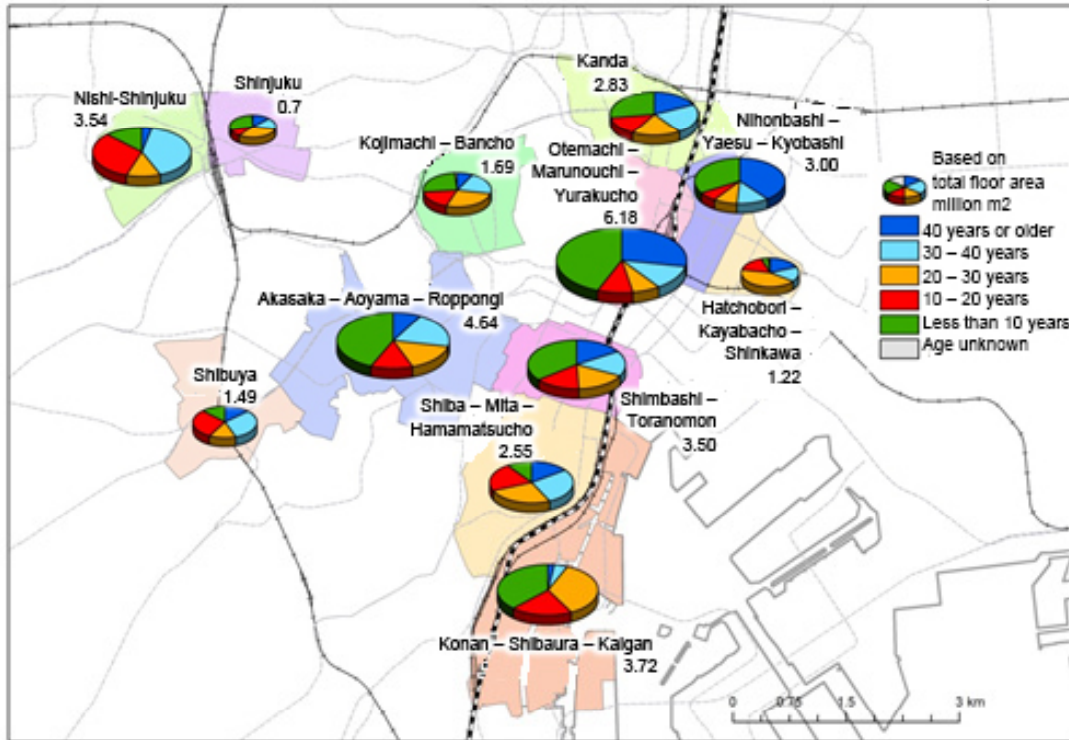 Nishi-Shinjuku
3.54
Shinjuku
0.7
Kanda
2.83
Kojimachi – Bancho
1.69
Otemachi –
Marunouchi –
Yurakucho
6.18
Nihonbashi –
Yaesu – Kyobashi
3.00
Based on
total floor area
million m2
40 years or older
30 – 40 years
20 – 30 years
10 – 20 years
Less than 10 years
Age unknown
Akasaka – Aoyama – Roppongi
4.64
Hatchobori –
Kayabacho –
Shinkawa
1.22
Shibuya
1.49
Shiba – Mita –
Hamamatsucho
2.55
Shimbashi –
Toranomon
3.50
Konan – Shibaura – Kaigan
3.72
0 0.75 1.5 3 km